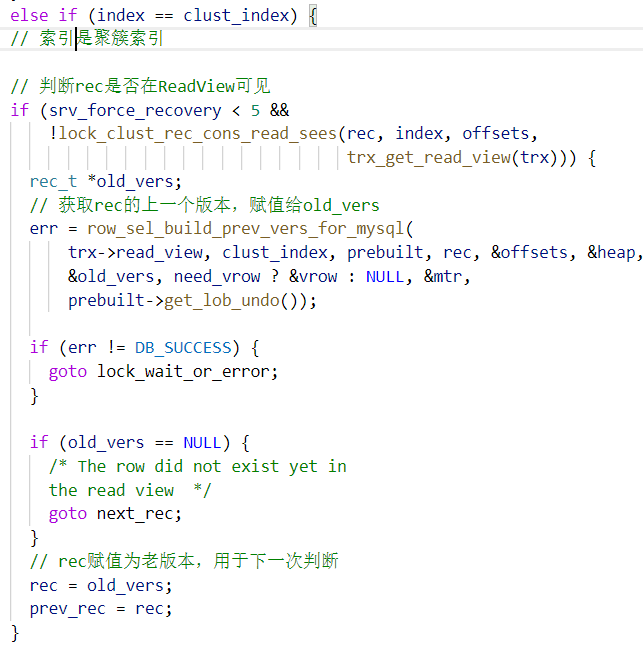 else if (index == clust_index) {
// 索引是聚簇索引
// 判断rec是否在ReadView可见
if (srv_force_recovery < 5 &&
!lock_clust_rec_cons_read_sees(rec, index, offsets,
trx_get_read_view(trx))) {
rec_t *old_vers;
// 获取rec的上一个版本，赋值给old_vers
err = row_sel_build_prev_vers_for_mysql(
trx->read_view, clust_index, prebuilt, rec, &offsets, &heap,
&old_vers, need_vrow ? &vrow : NULL, &mtr,
prebuilt->get_lob_undo());
if (err != DB_SUCCESS) {
goto lock_wait_or_error;
}
if (old_vers == NULL) {
/* The row did not exist yet in
the read view  */
goto next_rec;
}
// rec赋值为老版本，用于下一次判断
rec = old_vers;
prev_rec = rec;
}